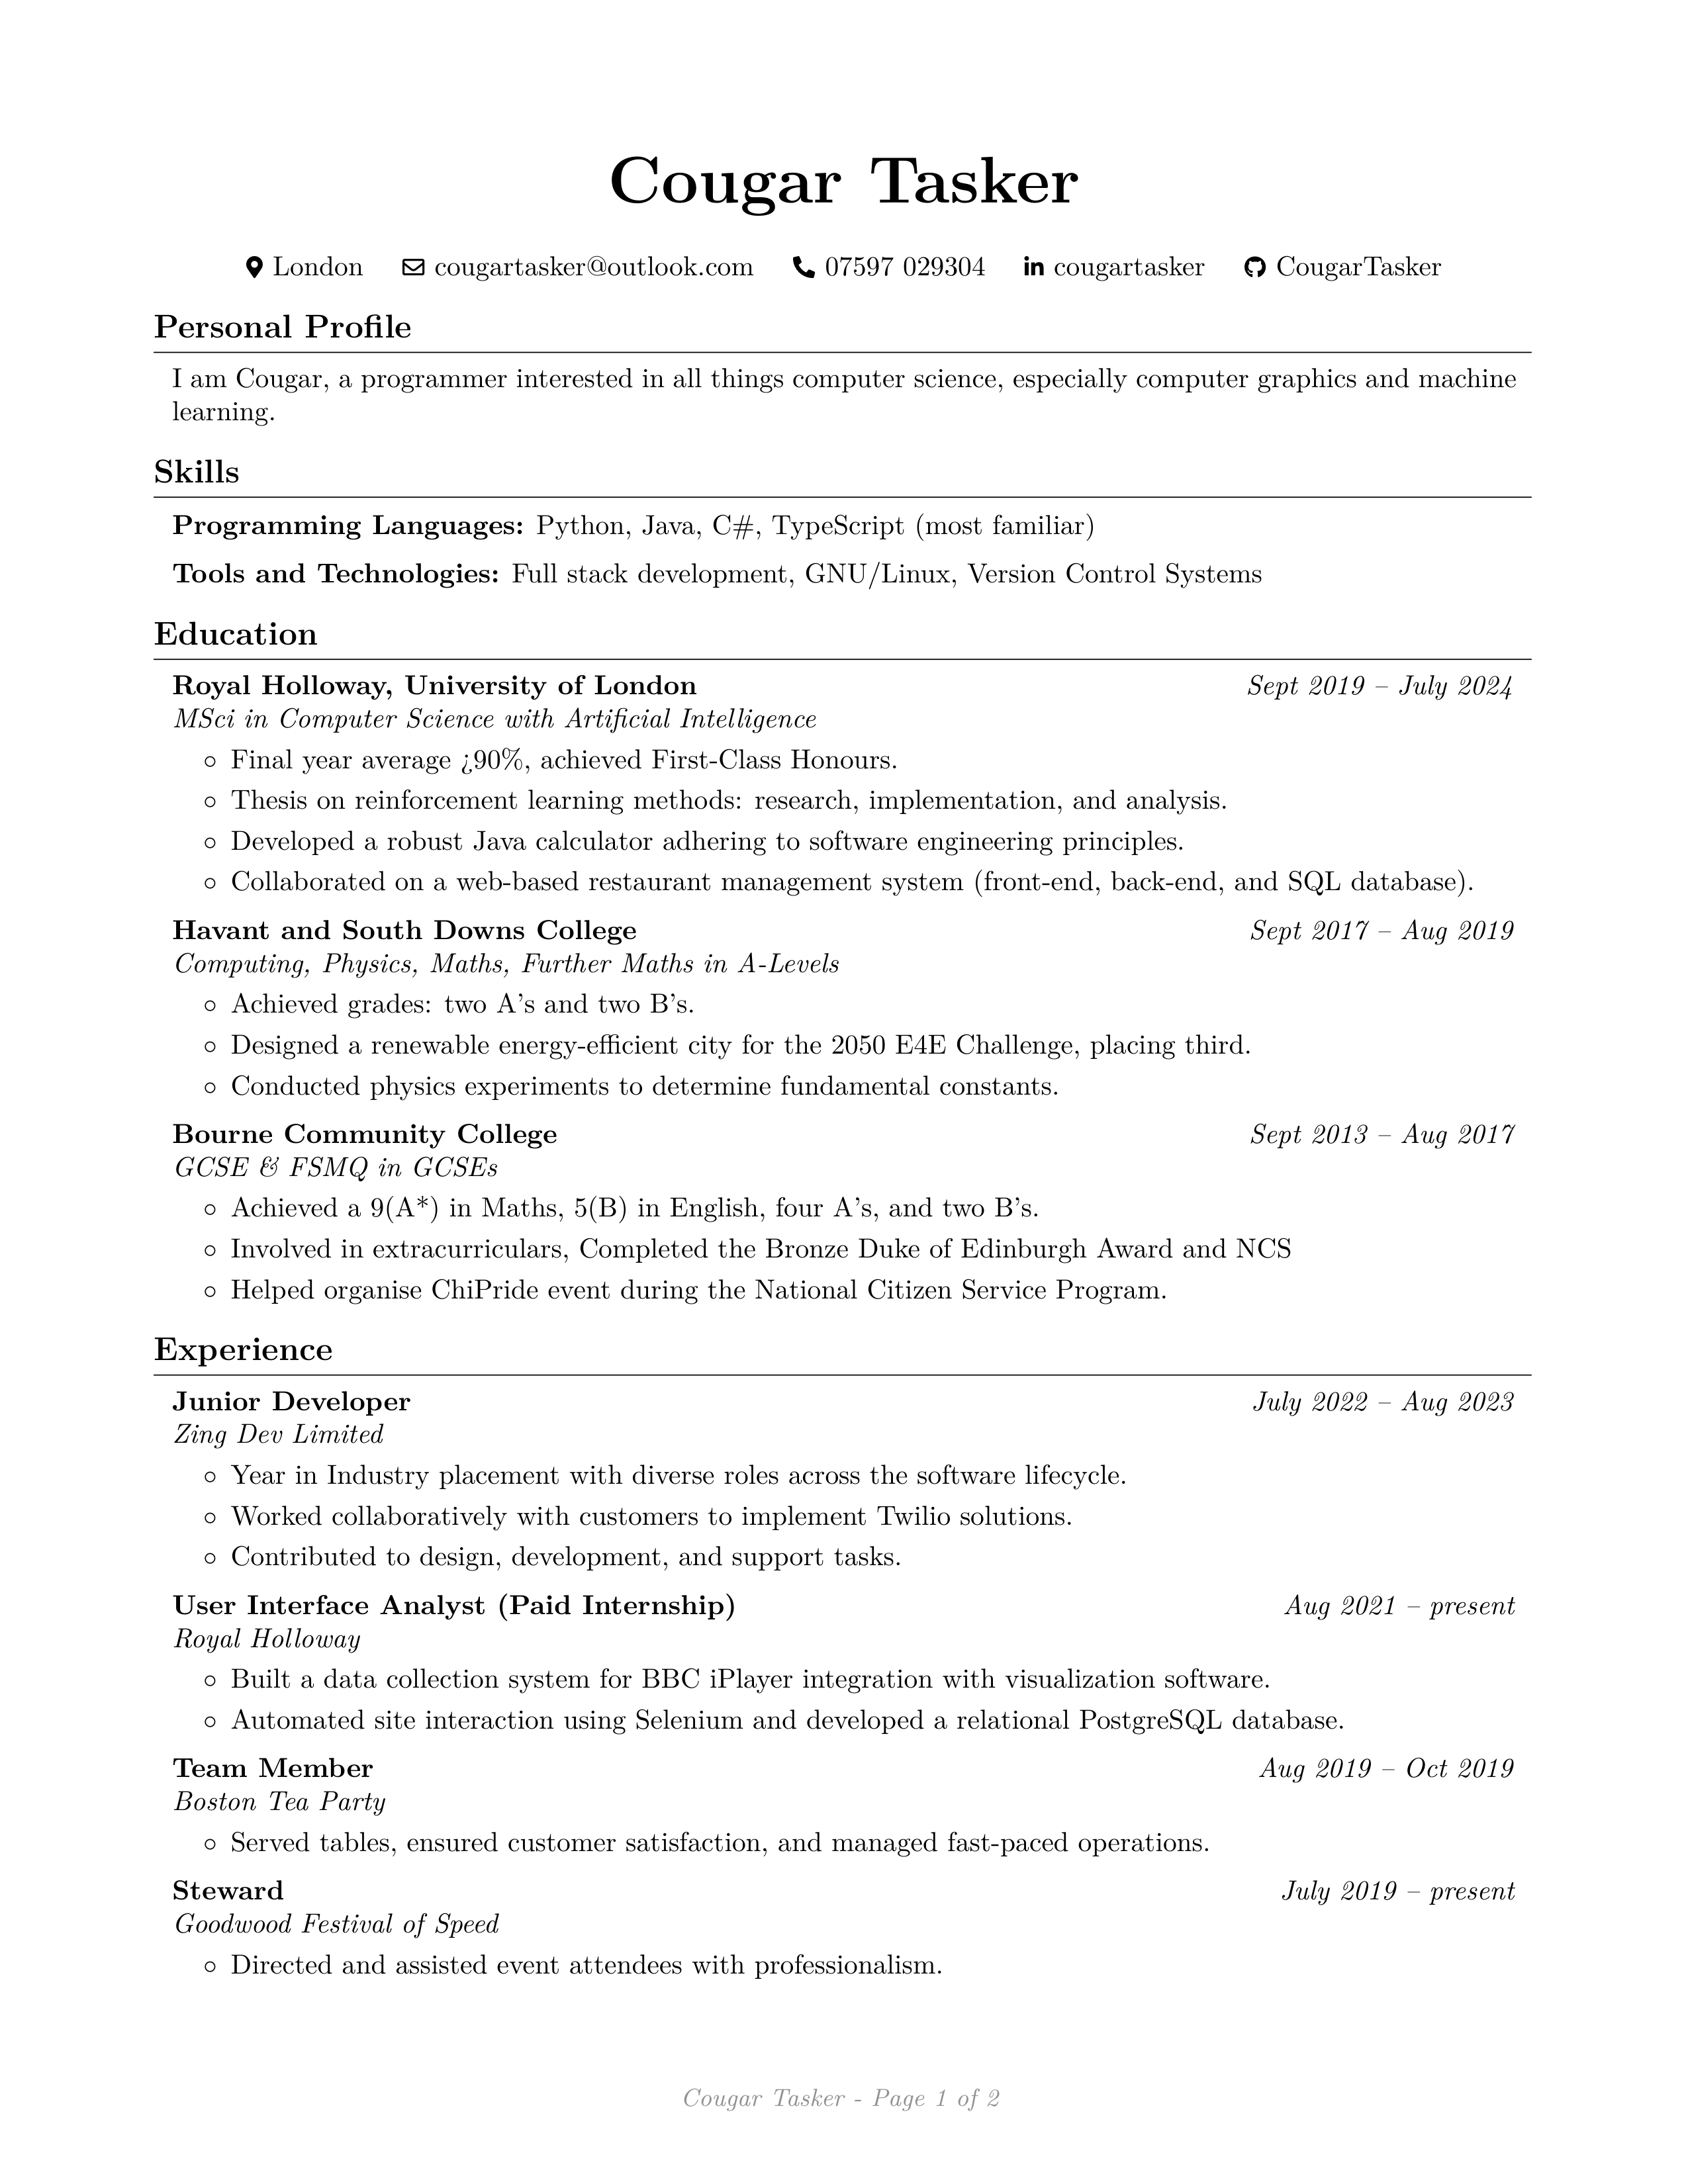 Cougar Tasker
London cougartasker@outlook.com 07597 029304 cougartasker CougarTasker
Personal Profile
I am Cougar, a programmer interested in all things computer science, especially computer graphics and machine
learning.
Skills
Programming Languages: Python, Java, C#, TypeScript (most familiar)
Tools and Technologies: Full stack development, GNU/Linux, Version Control Systems
Education
Royal Holloway, University of London Sept 2019 – July 2024
MSci in Computer Science with Artificial Intelligence
◦ Final year average ¿90%, achieved First-Class Honours.
◦ Thesis on reinforcement learning methods: research, implementation, and analysis.
◦ Developed a robust Java calculator adhering to software engineering principles.
◦ Collaborated on a web-based restaurant management system (front-end, back-end, and SQL database).
Havant and South Downs College Sept 2017 – Aug 2019
Computing, Physics, Maths, Further Maths in A-Levels
◦ Achieved grades: two A's and two B's.
◦ Designed a renewable energy-efficient city for the 2050 E4E Challenge, placing third.
◦ Conducted physics experiments to determine fundamental constants.
Bourne Community College Sept 2013 – Aug 2017
GCSE & FSMQ in GCSEs
◦ Achieved a 9(A*) in Maths, 5(B) in English, four A's, and two B's.
◦ Involved in extracurriculars, Completed the Bronze Duke of Edinburgh Award and NCS
◦ Helped organise ChiPride event during the National Citizen Service Program.
Experience
Junior Developer July 2022 – Aug 2023
Zing Dev Limited
◦ Year in Industry placement with diverse roles across the software lifecycle.
◦ Worked collaboratively with customers to implement Twilio solutions.
◦ Contributed to design, development, and support tasks.
User Interface Analyst (Paid Internship) Aug 2021 – present
Royal Holloway
◦ Built a data collection system for BBC iPlayer integration with visualization software.
◦ Automated site interaction using Selenium and developed a relational PostgreSQL database.
Team Member Aug 2019 – Oct 2019
Boston Tea Party
◦ Served tables, ensured customer satisfaction, and managed fast-paced operations.
Steward July 2019 – present
Goodwood Festival of Speed
◦ Directed and assisted event attendees with professionalism.
Cougar Tasker - Page 1 of 2